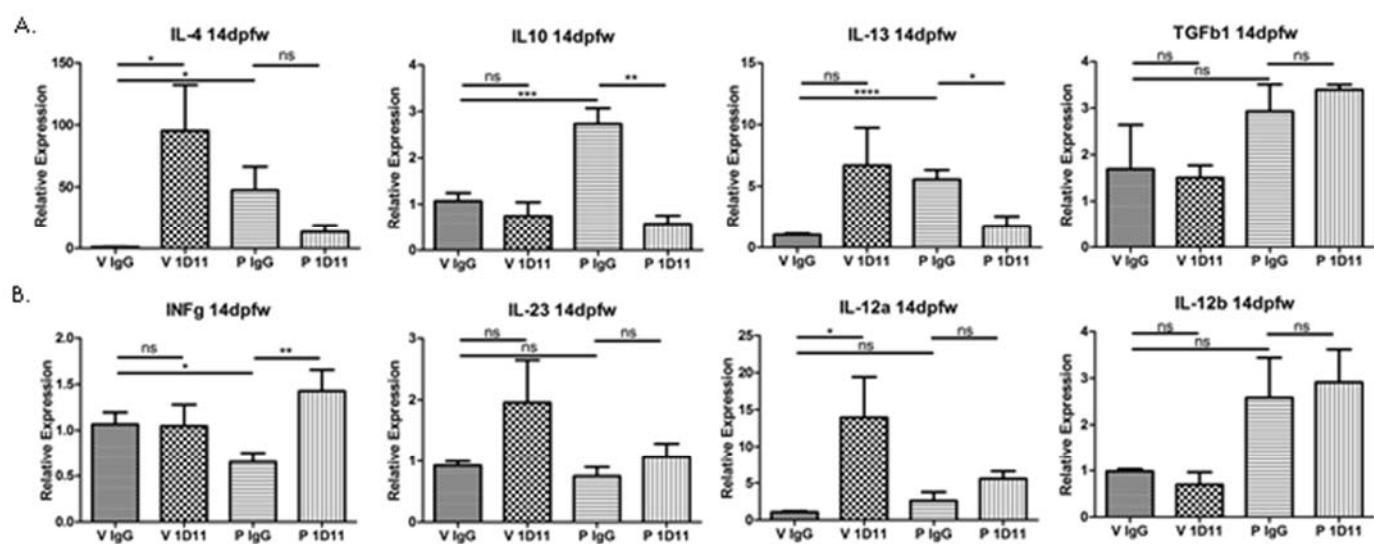 A.
IL-4 14dpfw
IL10 14dpfw
IL-13 14dpfw
TGFb1 14dpfw
Relative Expression
150
100
50
0
*
*
ns
V IgG
V 1D11
P IgG
P 1D11
Relative Expression
4
3
2
1
0
ns
***
**
V IgG
V 1D11
P IgG
P 1D11
Relative Expression
15
10
5
0
ns
****
*
V IgG
V 1D11
P IgG
P 1D11
Relative Expression
4
3
2
1
0
ns
ns
ns
V IgG
V 1D11
P IgG
P 1D11
B.
INFg 14dpfw
IL-23 14dpfw
IL-12a 14dpfw
IL-12b 14dpfw
Relative Expression
2.0
1.5
1.0
0.5
0.0
ns
*
**
V IgG
V 1D11
P IgG
P 1D11
Relative Expression
3
2
1
0
ns
ns
ns
V IgG
V 1D11
P IgG
P 1D11
Relative Expression
25
20
15
10
5
0
*
ns
ns
V IgG
V 1D11
P IgG
P 1D11
Relative Expression
4
3
2
1
0
ns
ns
ns
V IgG
V 1D11
P IgG
P 1D11